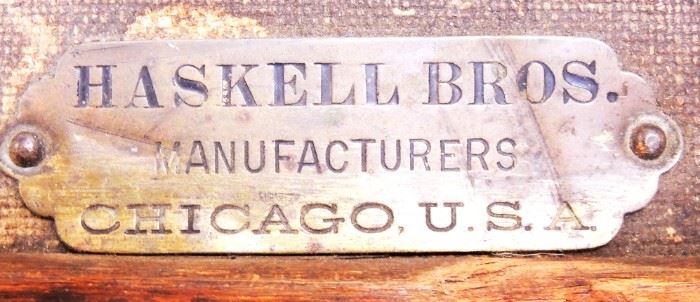 HASKELL BROS.
MANUFACTURERS
CHICAGO, U.S.A.